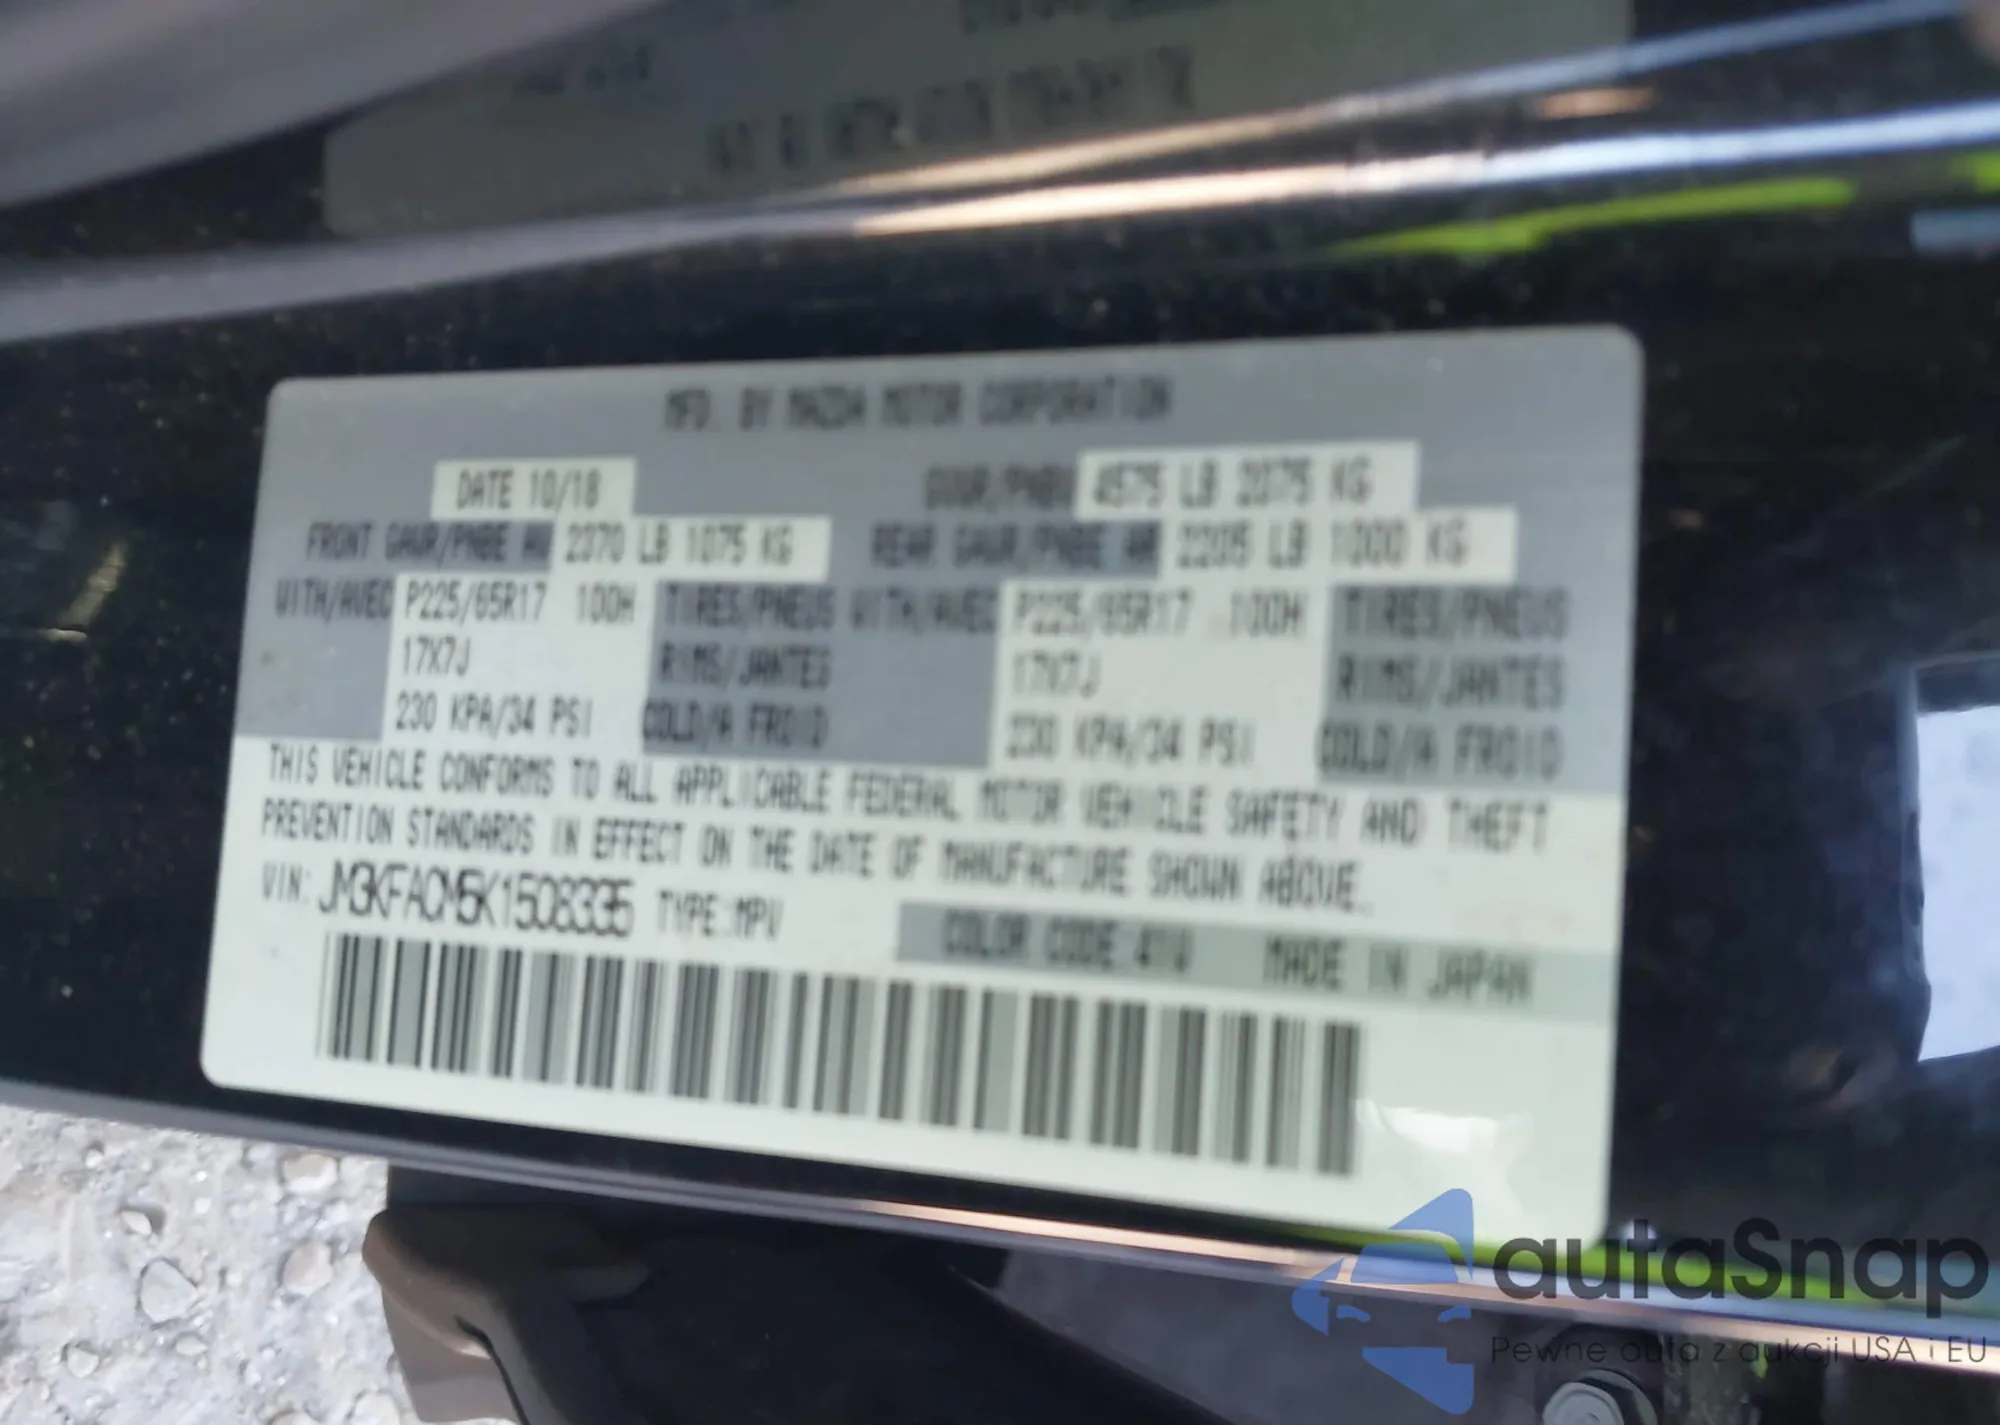 MFD. BY MAZDA MOTOR CORPORATION
DATE 10/18 GVWR/PNBV 4575 LB 2075 KG
FRONT GAWR/PNBE AV 2370 LB 1075 KG REAR GAWR/PNBE AR 2205 LB 1000 KG
WITH/AVEC P225/65R17 100H TIRES/PNEUS WITH/AVEC P225/65R17 100H TIRES/PNEUS
17X7J RIMS/JANTES 17X7J RIMS/JANTES
230 KPA/34 PSI COLD/A FROID 230 KPA/34 PSI COLD/A FROID
THIS VEHICLE CONFORMS TO ALL APPLICABLE FEDERAL MOTOR VEHICLE SAFETY AND THEFT
PREVENTION STANDARDS IN EFFECT ON THE DATE OF MANUFACTURE SHOWN ABOVE.
VIN: JM3KFACM5K1508335 TYPE:MPV
COLOR CODE:41V MADE IN JAPAN
autaSnap
Pewne auta z aukcji USA i EU